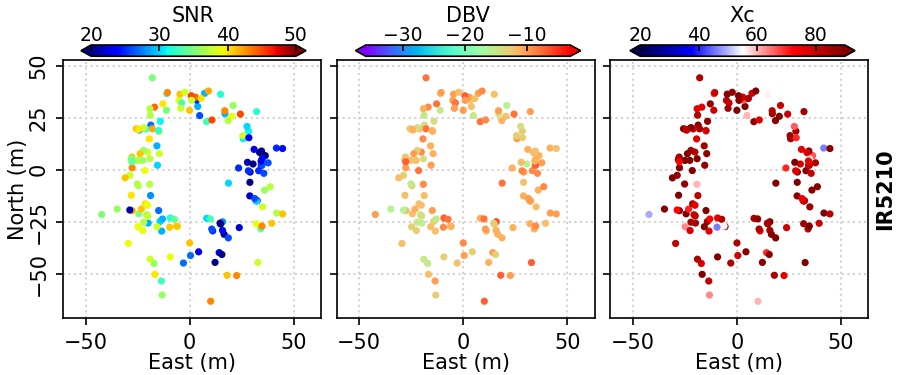 SNR DBV Xc
20 30 40 50 −30 −20 −10 20 40 60 80
50
25
0
−25
−50
North (m)
IR5210
−50 0 50 −50 0 50 −50 0 50
East (m) East (m) East (m)